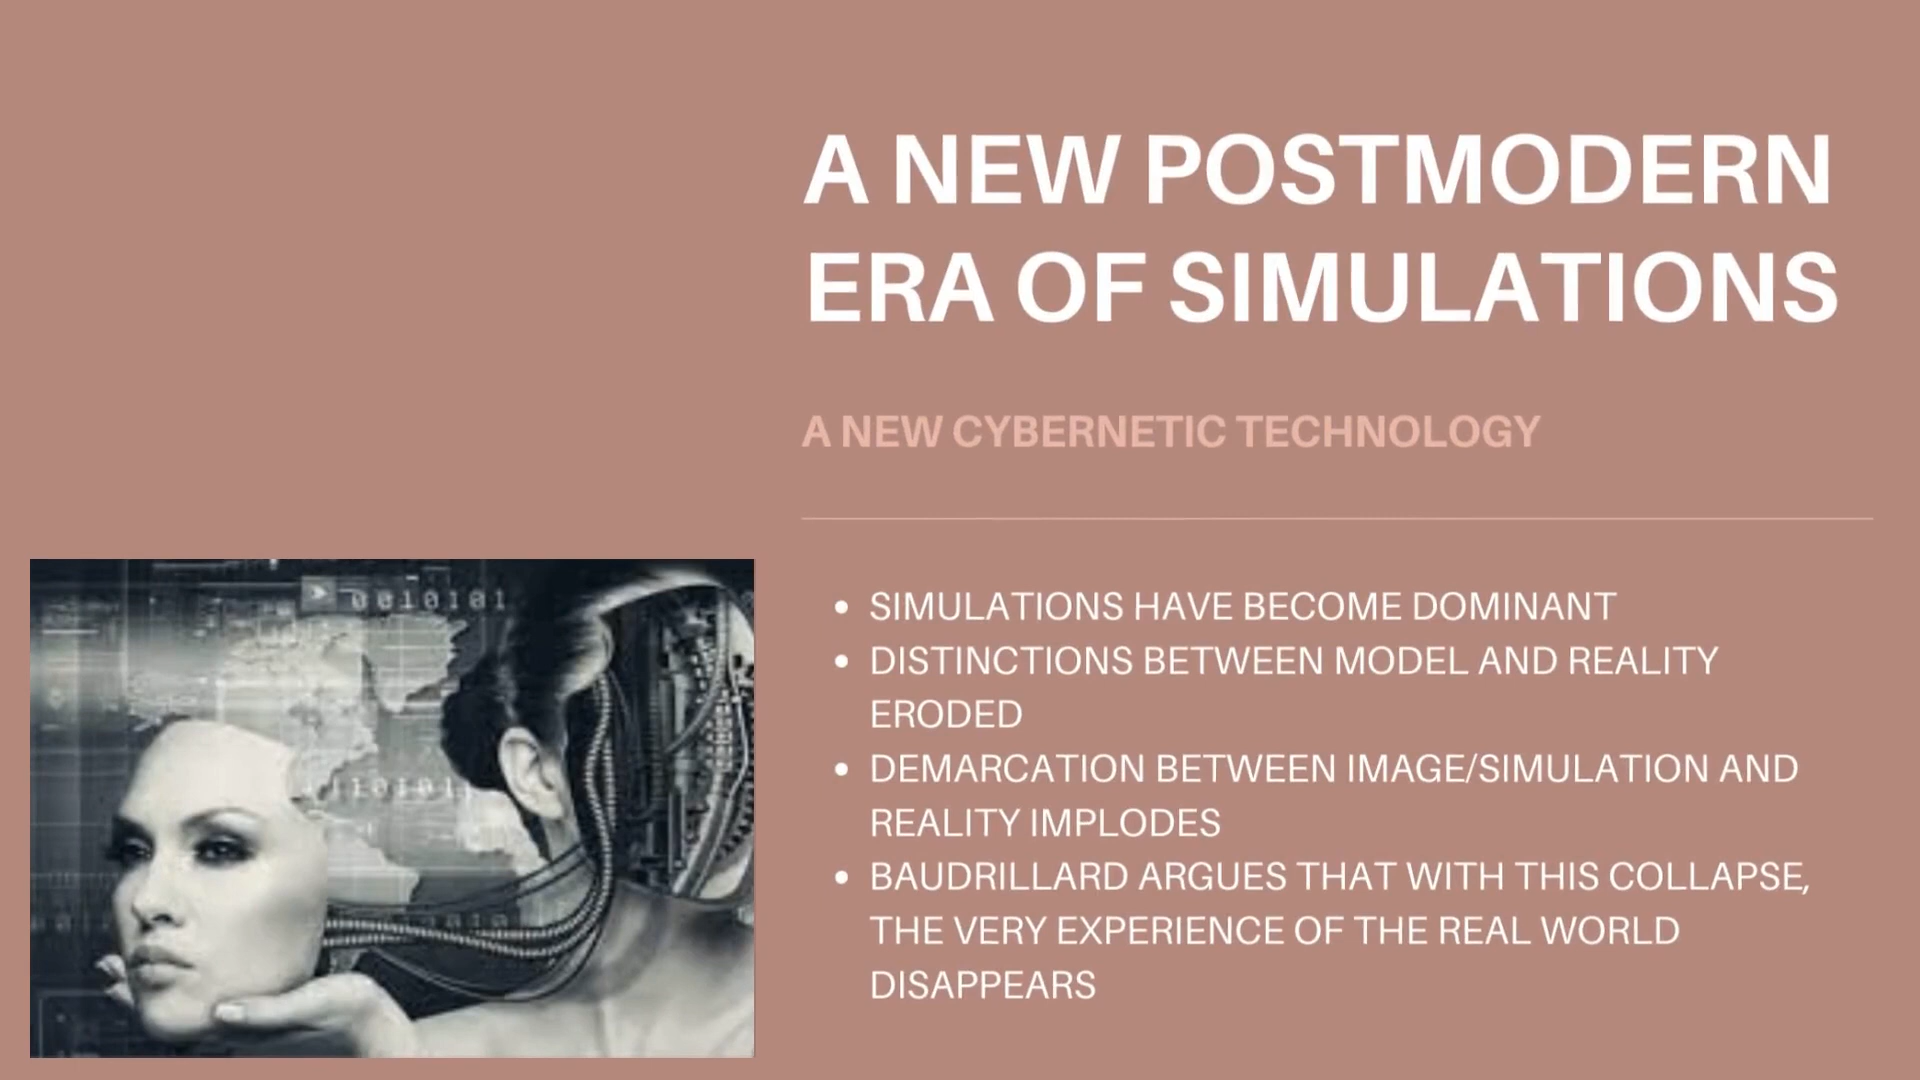 A NEW POSTMODERN
ERA OF SIMULATIONS
A NEW CYBERNETIC TECHNOLOGY
• SIMULATIONS HAVE BECOME DOMINANT
• DISTINCTIONS BETWEEN MODEL AND REALITY
ERODED
• DEMARCATION BETWEEN IMAGE/SIMULATION AND
REALITY IMPLODES
• BAUDRILLARD ARGUES THAT WITH THIS COLLAPSE,
THE VERY EXPERIENCE OF THE REAL WORLD
DISAPPEARS
0010101